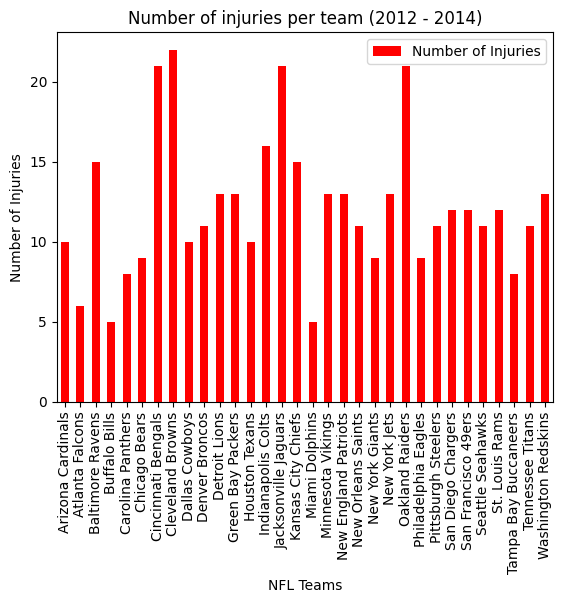 Number of injuries per team (2012 - 2014)
Number of Injuries
Number of Injuries
20
15
10
5
0
Arizona Cardinals
Atlanta Falcons
Baltimore Ravens
Buffalo Bills
Carolina Panthers
Chicago Bears
Cincinnati Bengals
Cleveland Browns
Dallas Cowboys
Denver Broncos
Detroit Lions
Green Bay Packers
Houston Texans
Indianapolis Colts
Jacksonville Jaguars
Kansas City Chiefs
Miami Dolphins
Minnesota Vikings
New England Patriots
New Orleans Saints
New York Giants
New York Jets
Oakland Raiders
Philadelphia Eagles
Pittsburgh Steelers
San Diego Chargers
San Francisco 49ers
Seattle Seahawks
St. Louis Rams
Tampa Bay Buccaneers
Tennessee Titans
Washington Redskins
NFL Teams